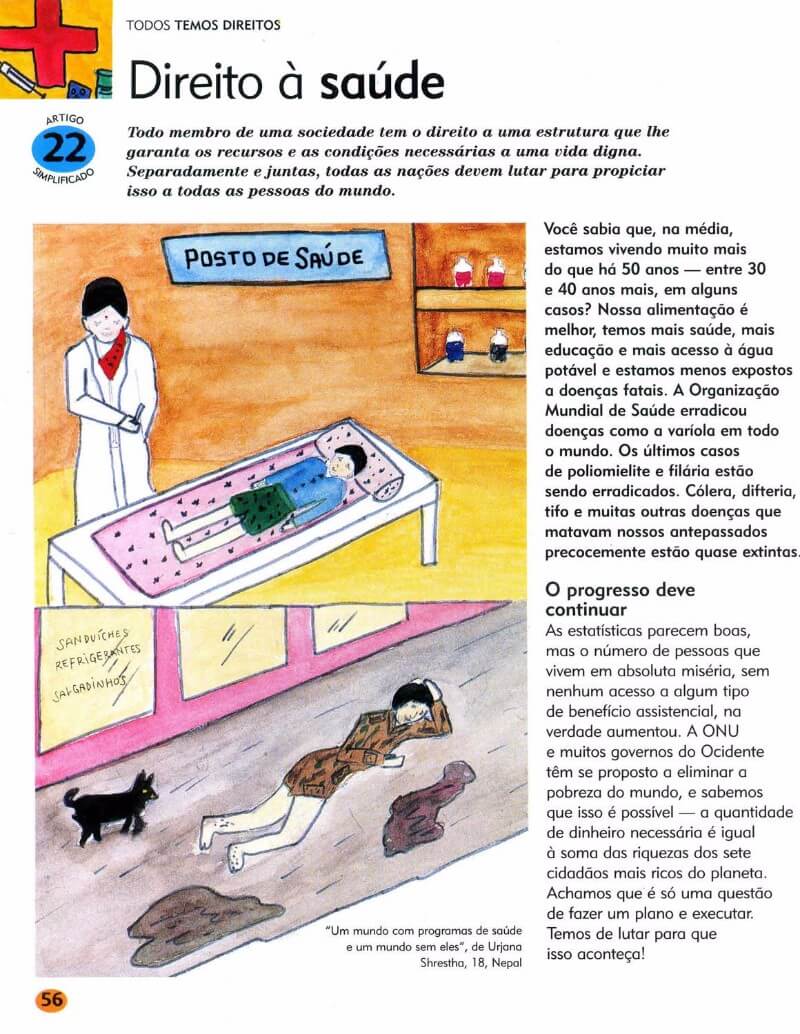 TODOS TEMOS DIREITOS
Direito à saúde
ARTIGO
22
SIMPLIFICADO
Todo membro de uma sociedade tem o direito a uma estrutura que lhe
garanta os recursos e as condições necessárias a uma vida digna.
Separadamente e juntas, todas as nações devem lutar para propiciar
isso a todas as pessoas do mundo.
POSTO DE SAÚDE
SANDUÍCHES
REFRIGERANTES
SALGADINHOS
"Um mundo com programas de saúde
e um mundo sem eles", de Urjana
Shrestha, 18, Nepal
Você sabia que, na média,
estamos vivendo muito mais
do que há 50 anos — entre 30
e 40 anos mais, em alguns
casos? Nossa alimentação é
melhor, temos mais saúde, mais
educação e mais acesso à água
potável e estamos menos expostos
a doenças fatais. A Organização
Mundial de Saúde erradicou
doenças como a varíola em todo
o mundo. Os últimos casos
de poliomielite e filária estão
sendo erradicados. Cólera, difteria,
tifo e muitas outras doenças que
matavam nossos antepassados
precocemente estão quase extintas.
O progresso deve
continuar
As estatísticas parecem boas,
mas o número de pessoas que
vivem em absoluta miséria, sem
nenhum acesso a algum tipo
de benefício assistencial, na
verdade aumentou. A ONU
e muitos governos do Ocidente
têm se proposto a eliminar a
pobreza do mundo, e sabemos
que isso é possível — a quantidade
de dinheiro necessária é igual
à soma das riquezas dos sete
cidadãos mais ricos do planeta.
Achamos que é só uma questão
de fazer um plano e executar.
Temos de lutar para que
isso aconteça!
56